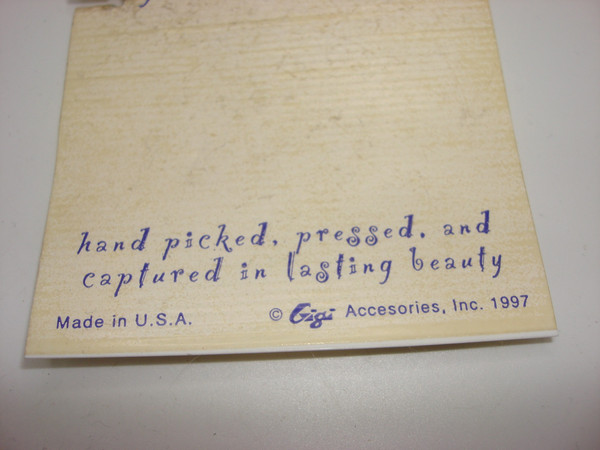 hand picked, pressed, and
captured in lasting beauty
Made in U.S.A. © Gigi Accesories, Inc. 1997